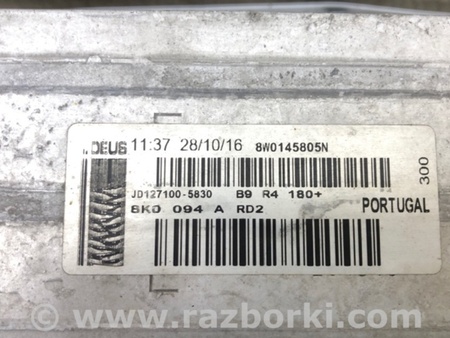 11:37 28/10/16 8W0145805N
JD127100-5830 B9 R4 180+
8K0 094 A RD2
PORTUGAL
300
www.razborki.com